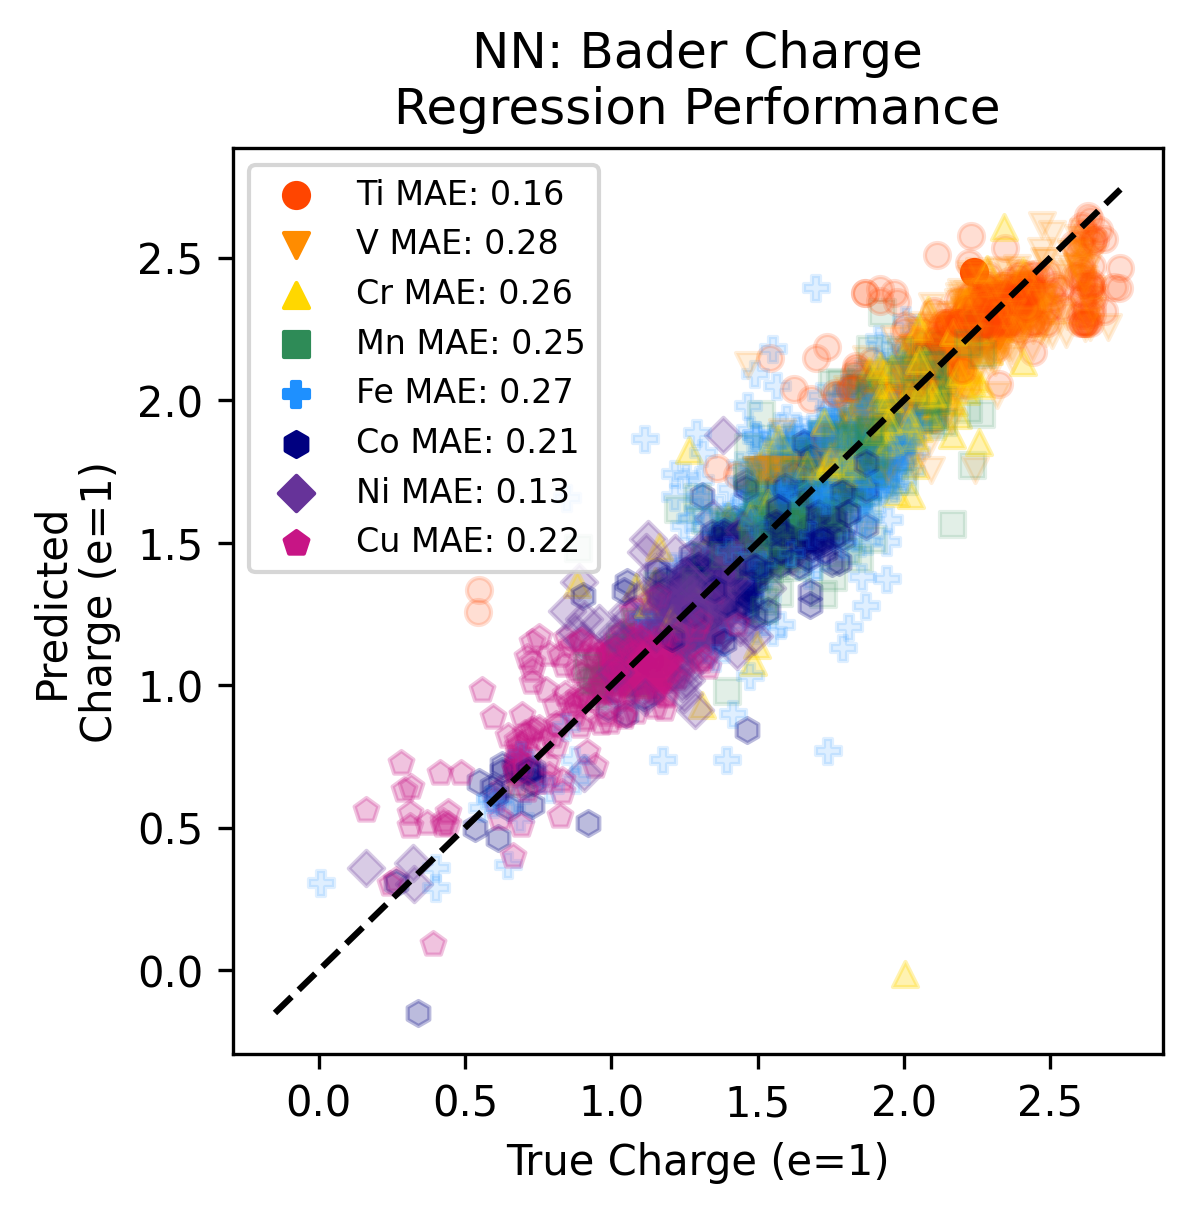 NN: Bader Charge
Regression Performance
Ti MAE: 0.16
V MAE: 0.28
Cr MAE: 0.26
Mn MAE: 0.25
Fe MAE: 0.27
Co MAE: 0.21
Ni MAE: 0.13
Cu MAE: 0.22
Predicted
Charge (e=1)
2.5
2.0
1.5
1.0
0.5
0.0
0.0 0.5 1.0 1.5 2.0 2.5
True Charge (e=1)